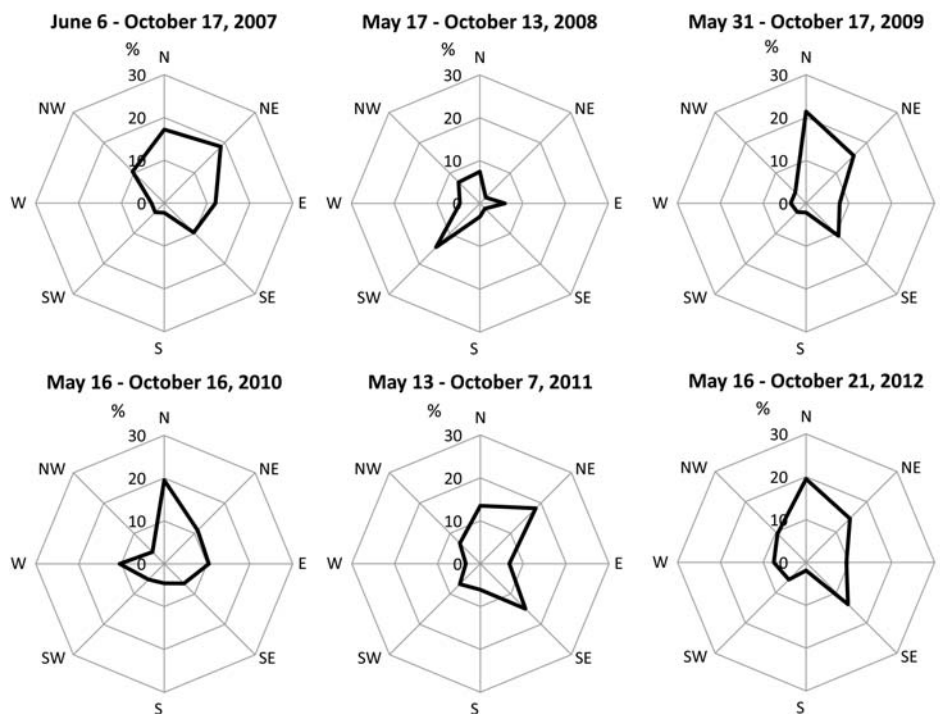 June 6 - October 17, 2007
%
N
30
NW
NE
20
10
W
0
E
SW
SE
S
May 17 - October 13, 2008
%
N
30
NW
NE
20
10
W
0
E
SW
SE
S
May 31 - October 17, 2009
%
N
30
NW
NE
20
10
W
0
E
SW
SE
S
May 16 - October 16, 2010
%
N
30
NW
NE
20
10
W
0
E
SW
SE
S
May 13 - October 7, 2011
%
N
30
NW
NE
20
10
W
0
E
SW
SE
S
May 16 - October 21, 2012
%
N
30
NW
NE
20
10
W
0
E
SW
SE
S